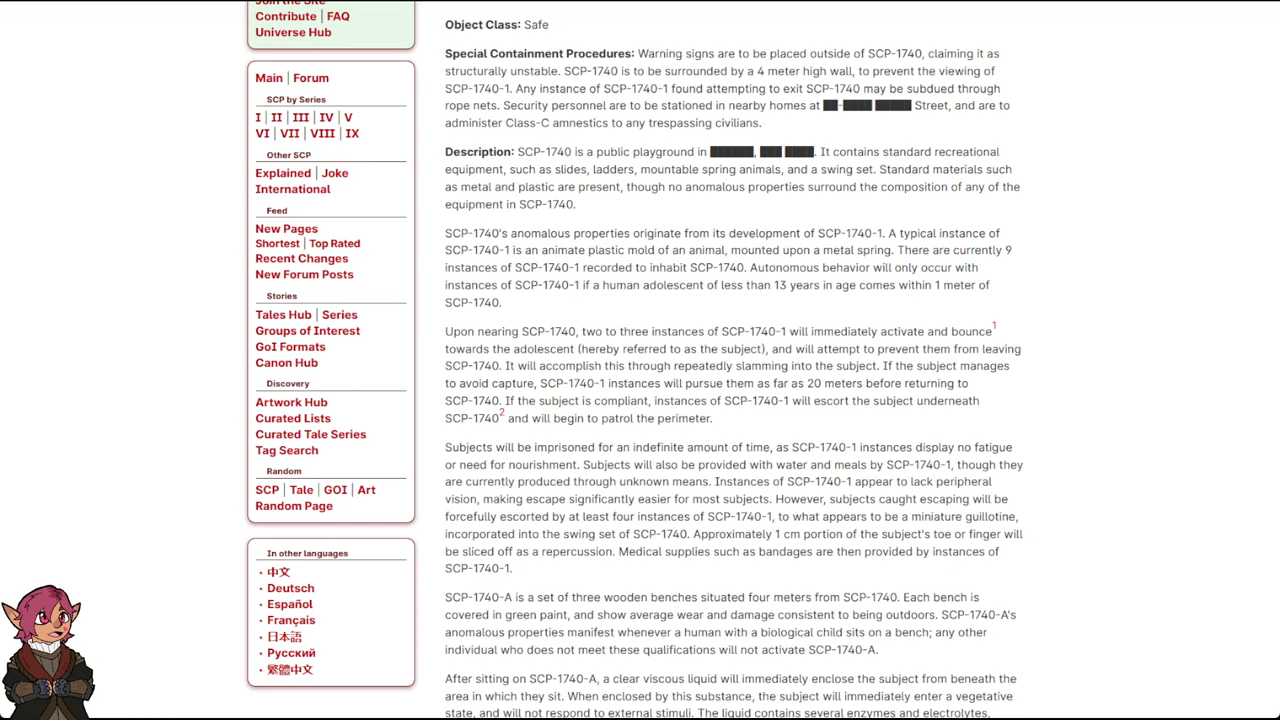 Join the Site
Contribute | FAQ
Universe Hub
Main | Forum
SCP by Series
I | II | III | IV | V
VI | VII | VIII | IX
Other SCP
Explained | Joke
International
Feed
New Pages
Shortest | Top Rated
Recent Changes
New Forum Posts
Stories
Tales Hub | Series
Groups of Interest
GoI Formats
Canon Hub
Discovery
Artwork Hub
Curated Lists
Curated Tale Series
Tag Search
Random
SCP | Tale | GOI | Art
Random Page
In other languages
中文
Deutsch
Español
Français
日本語
Русский
繁體中文
Object Class: Safe
Special Containment Procedures: Warning signs are to be placed outside of SCP-1740, claiming it as
structurally unstable. SCP-1740 is to be surrounded by a 4 meter high wall, to prevent the viewing of
SCP-1740-1. Any instance of SCP-1740-1 found attempting to exit SCP-1740 may be subdued through
rope nets. Security personnel are to be stationed in nearby homes at ██-████ █████ Street, and are to
administer Class-C amnestics to any trespassing civilians.
Description: SCP-1740 is a public playground in ██████, ███ ████. It contains standard recreational
equipment, such as slides, ladders, mountable spring animals, and a swing set. Standard materials such
as metal and plastic are present, though no anomalous properties surround the composition of any of the
equipment in SCP-1740.
SCP-1740's anomalous properties originate from its development of SCP-1740-1. A typical instance of
SCP-1740-1 is an animate plastic mold of an animal, mounted upon a metal spring. There are currently 9
instances of SCP-1740-1 recorded to inhabit SCP-1740. Autonomous behavior will only occur with
instances of SCP-1740-1 if a human adolescent of less than 13 years in age comes within 1 meter of
SCP-1740.
Upon nearing SCP-1740, two to three instances of SCP-1740-1 will immediately activate and bounce1
towards the adolescent (hereby referred to as the subject), and will attempt to prevent them from leaving
SCP-1740. It will accomplish this through repeatedly slamming into the subject. If the subject manages
to avoid capture, SCP-1740-1 instances will pursue them as far as 20 meters before returning to
SCP-1740. If the subject is compliant, instances of SCP-1740-1 will escort the subject underneath
SCP-17402 and will begin to patrol the perimeter.
Subjects will be imprisoned for an indefinite amount of time, as SCP-1740-1 instances display no fatigue
or need for nourishment. Subjects will also be provided with water and meals by SCP-1740-1, though they
are currently produced through unknown means. Instances of SCP-1740-1 appear to lack peripheral
vision, making escape significantly easier for most subjects. However, subjects caught escaping will be
forcefully escorted by at least four instances of SCP-1740-1, to what appears to be a miniature guillotine,
incorporated into the swing set of SCP-1740. Approximately 1 cm portion of the subject's toe or finger will
be sliced off as a repercussion. Medical supplies such as bandages are then provided by instances of
SCP-1740-1.
SCP-1740-A is a set of three wooden benches situated four meters from SCP-1740. Each bench is
covered in green paint, and show average wear and damage consistent to being outdoors. SCP-1740-A's
anomalous properties manifest whenever a human with a biological child sits on a bench; any other
individual who does not meet these qualifications will not activate SCP-1740-A.
After sitting on SCP-1740-A, a clear viscous liquid will immediately enclose the subject from beneath the
area in which they sit. When enclosed by this substance, the subject will immediately enter a vegetative
state, and will not respond to external stimuli. The liquid contains several enzymes and electrolytes,